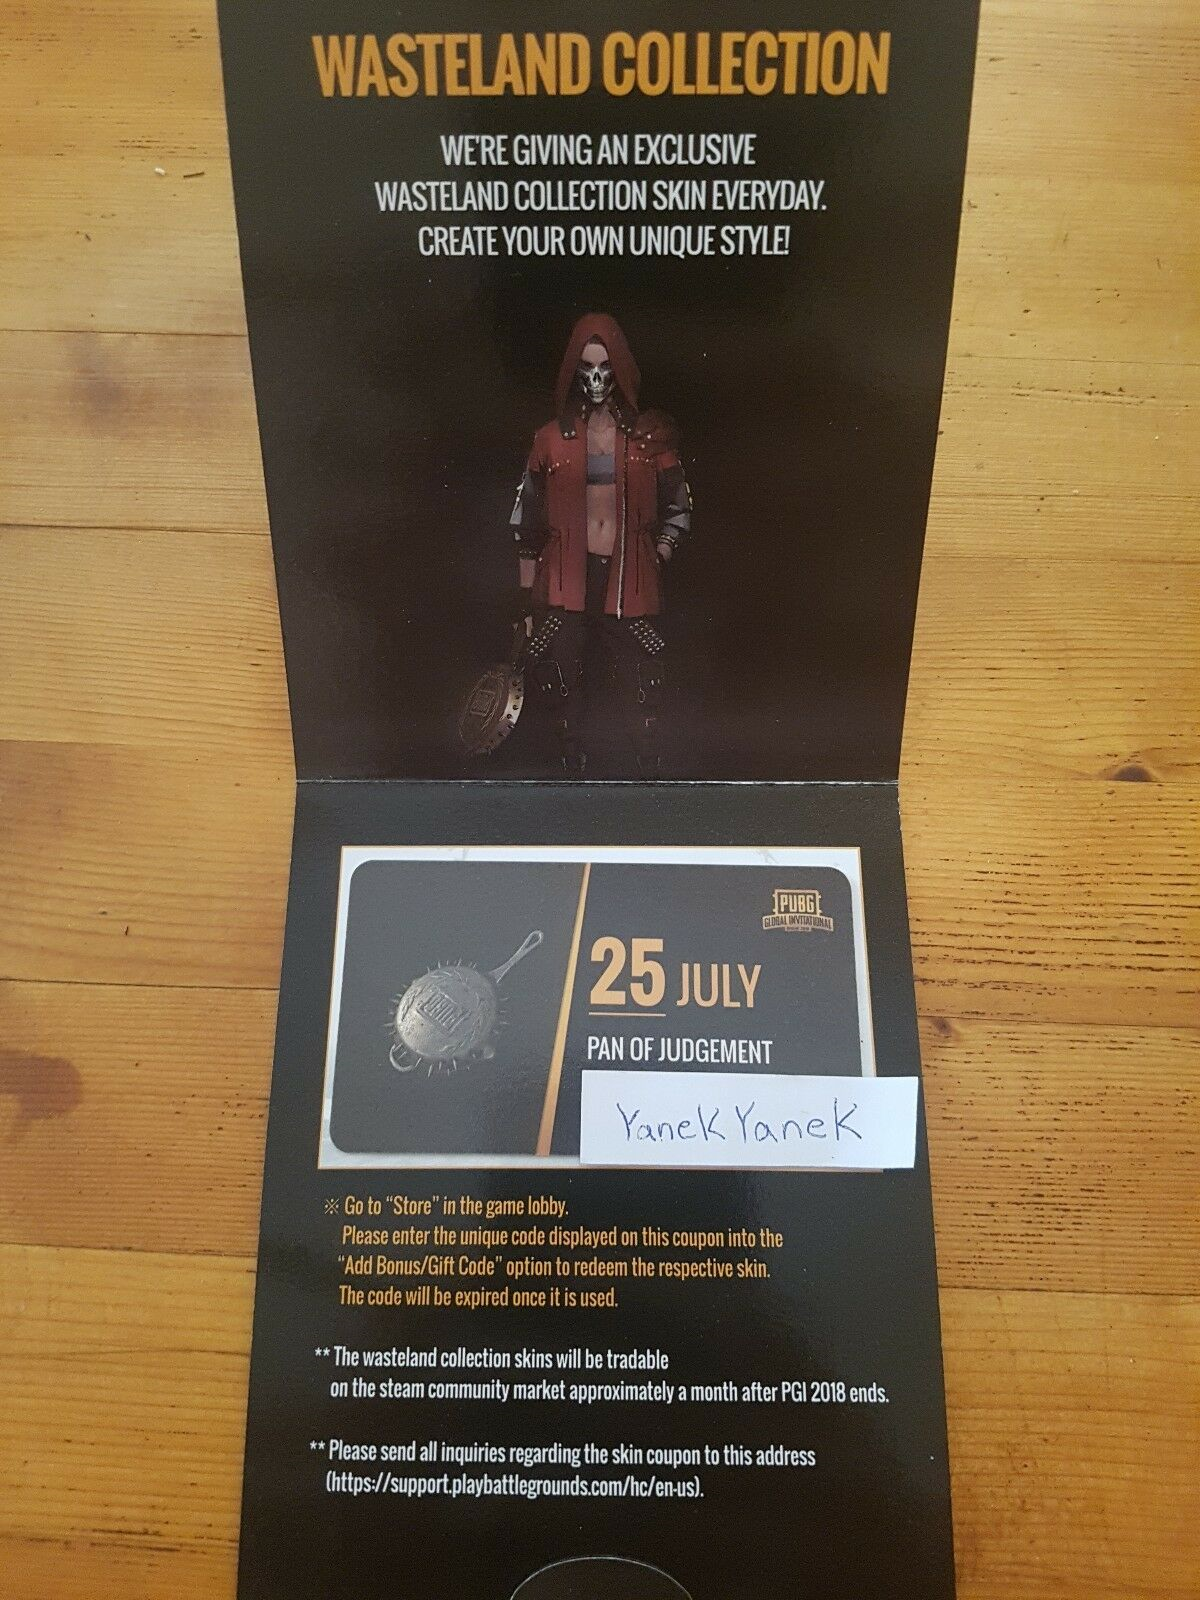 WASTELAND COLLECTION
WE'RE GIVING AN EXCLUSIVE
WASTELAND COLLECTION SKIN EVERYDAY.
CREATE YOUR OWN UNIQUE STYLE!
PUBG
GLOBAL INVITATIONAL
25 JULY
PAN OF JUDGEMENT
Yanek Yanek
※ Go to “Store” in the game lobby.
Please enter the unique code displayed on this coupon into the
“Add Bonus/Gift Code” option to redeem the respective skin.
The code will be expired once it is used.
** The wasteland collection skins will be tradable
on the steam community market approximately a month after PGI 2018 ends.
** Please send all inquiries regarding the skin coupon to this address
(https://support.playbattlegrounds.com/hc/en-us).